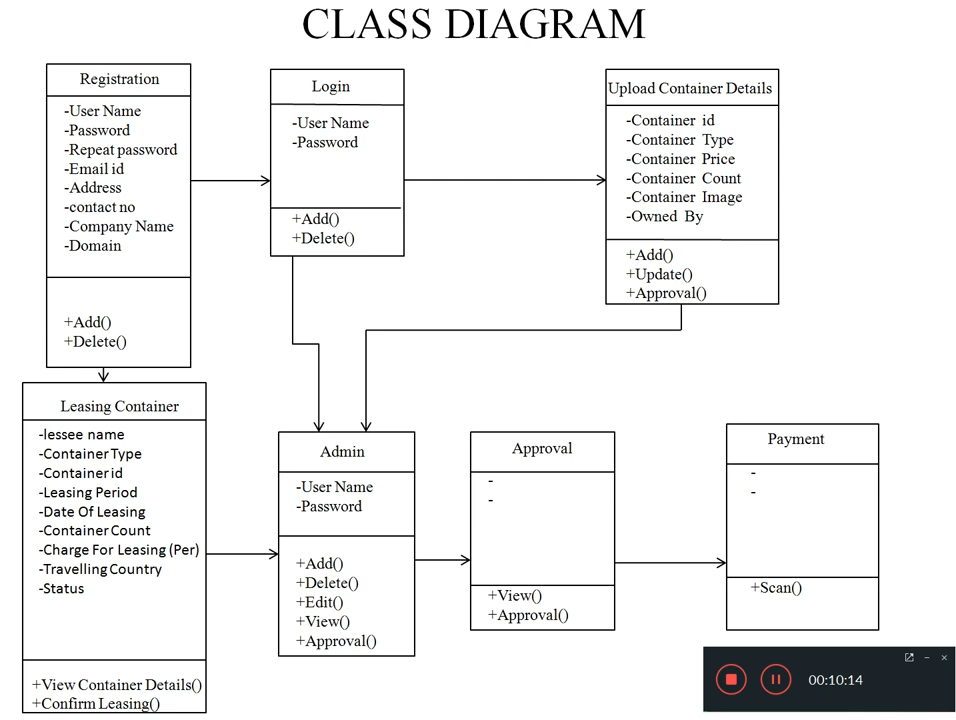 CLASS DIAGRAM
Registration
-User Name
-Password
-Repeat password
-Email id
-Address
-contact no
-Company Name
-Domain
+Add()
+Delete()
Login
-User Name
-Password
+Add()
+Delete()
Upload Container Details
-Container id
-Container Type
-Container Price
-Container Count
-Container Image
-Owned By
+Add()
+Update()
+Approval()
Leasing Container
-lessee name
-Container Type
-Container id
-Leasing Period
-Date Of Leasing
-Container Count
-Charge For Leasing (Per)
-Travelling Country
-Status
+View Container Details()
+Confirm Leasing()
Admin
-User Name
-Password
+Add()
+Delete()
+Edit()
+View()
+Approval()
Approval
-
-
+View()
+Approval()
Payment
-
-
+Scan()
00:10:14